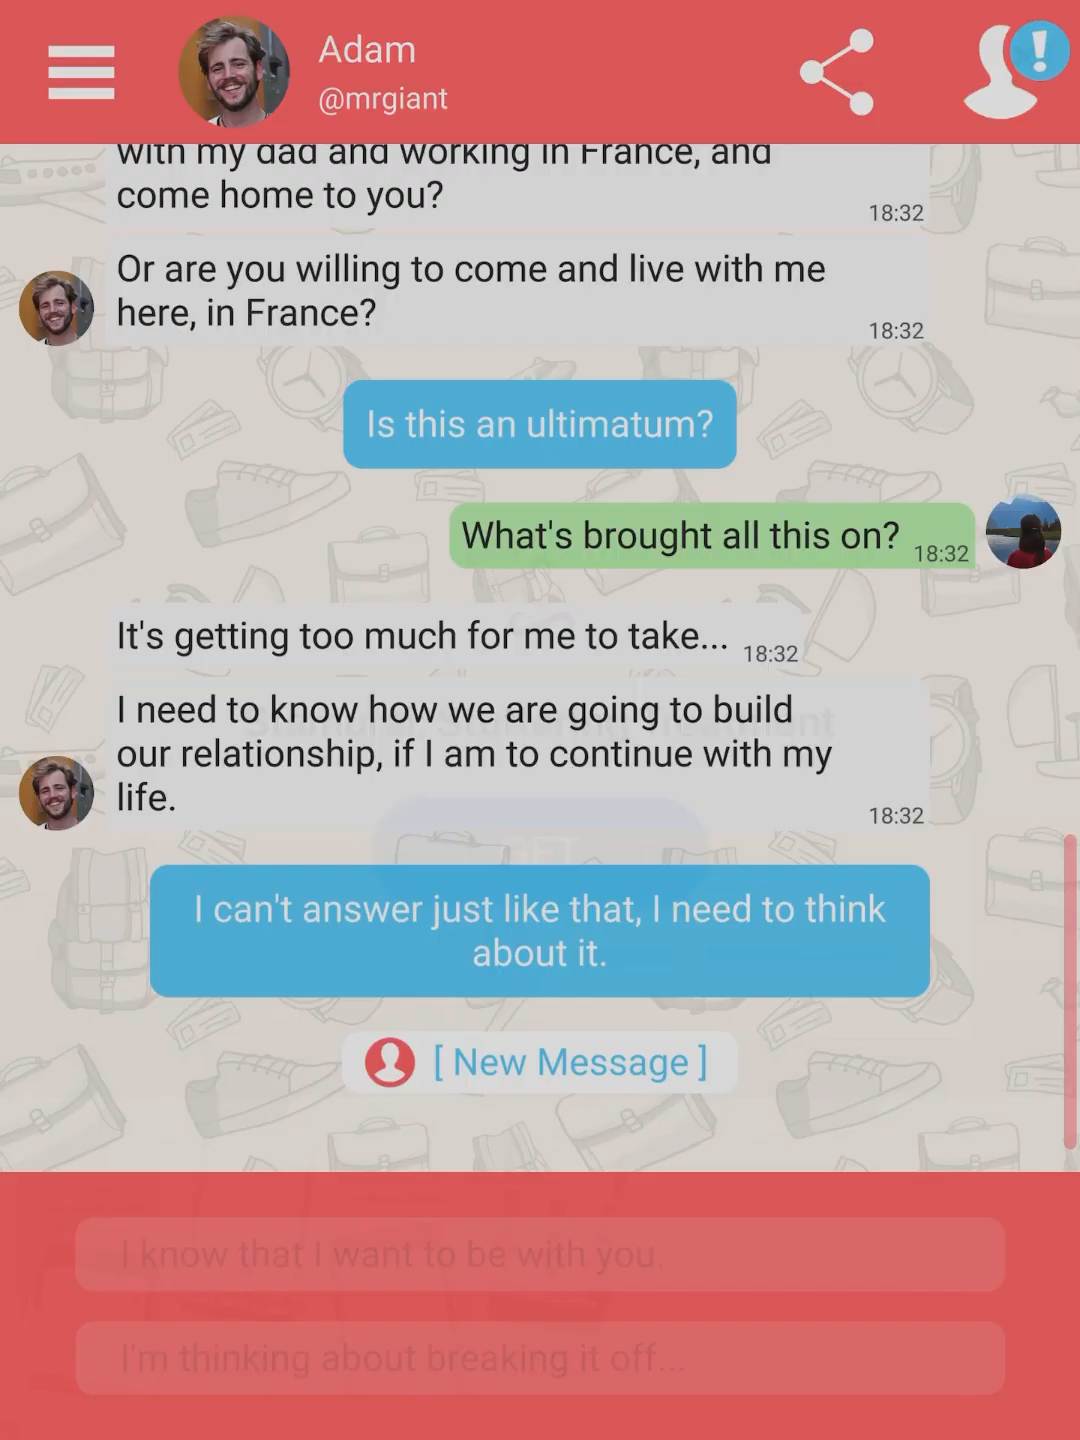 Adam
@mrgiant
with my dad and working in France, and
come home to you?
18:32
Or are you willing to come and live with me
here, in France?
18:32
Is this an ultimatum?
What's brought all this on?
18:32
It's getting too much for me to take...
18:32
I need to know how we are going to build
our relationship, if I am to continue with my
life.
18:32
GET
I can't answer just like that, I need to think
about it.
[ New Message ]
I know that I want to be with you.
I'm thinking about breaking it off...